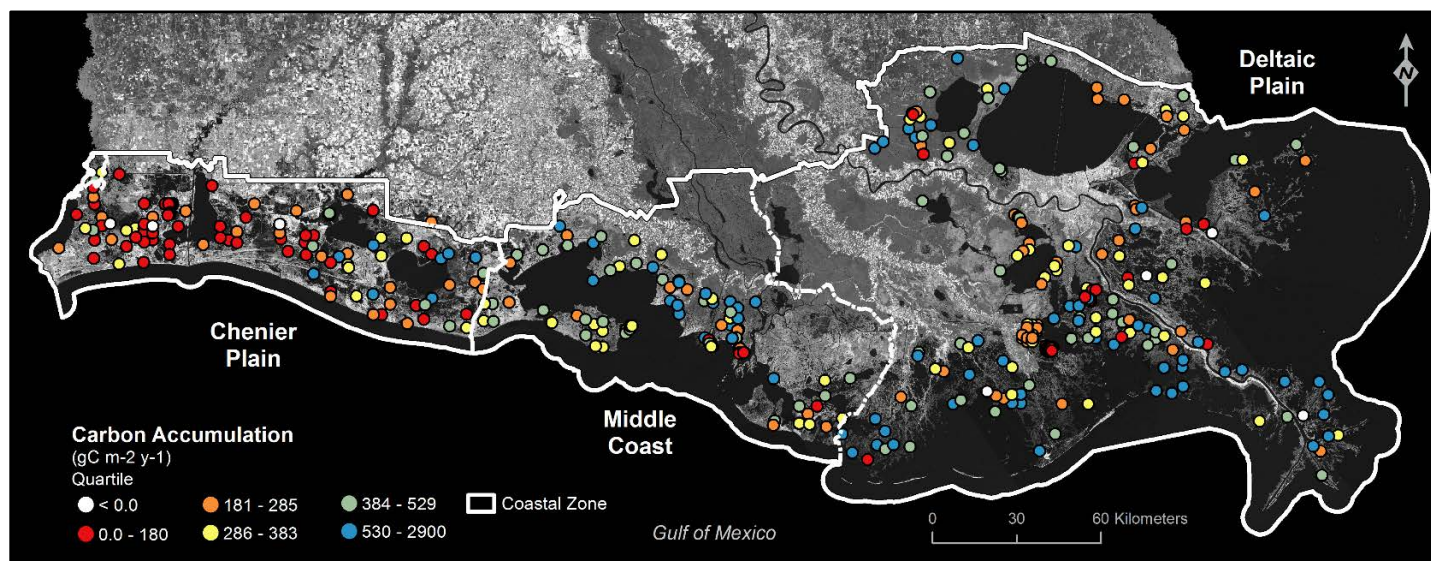 Deltaic
Plain
N
Chenier
Plain
Middle
Coast
Carbon Accumulation
(gC m-2 y-1)
Quartile
< 0.0
181 - 285
384 - 529
Coastal Zone
0.0 - 180
286 - 383
530 - 2900
Gulf of Mexico
0 30 60 Kilometers